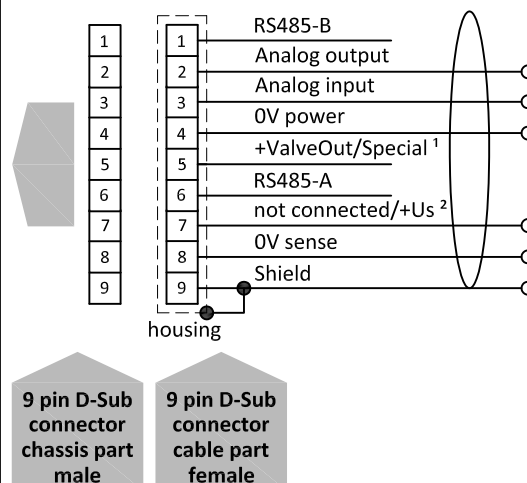 1 1 RS485-B
2 2 Analog output
3 3 Analog input
4 4 0V power
5 5 +ValveOut/Special ¹
6 6 RS485-A
7 7 not connected/+Us ²
8 8 0V sense
9 9 Shield
housing
9 pin D-Sub
connector
chassis part
male
9 pin D-Sub
connector
cable part
female